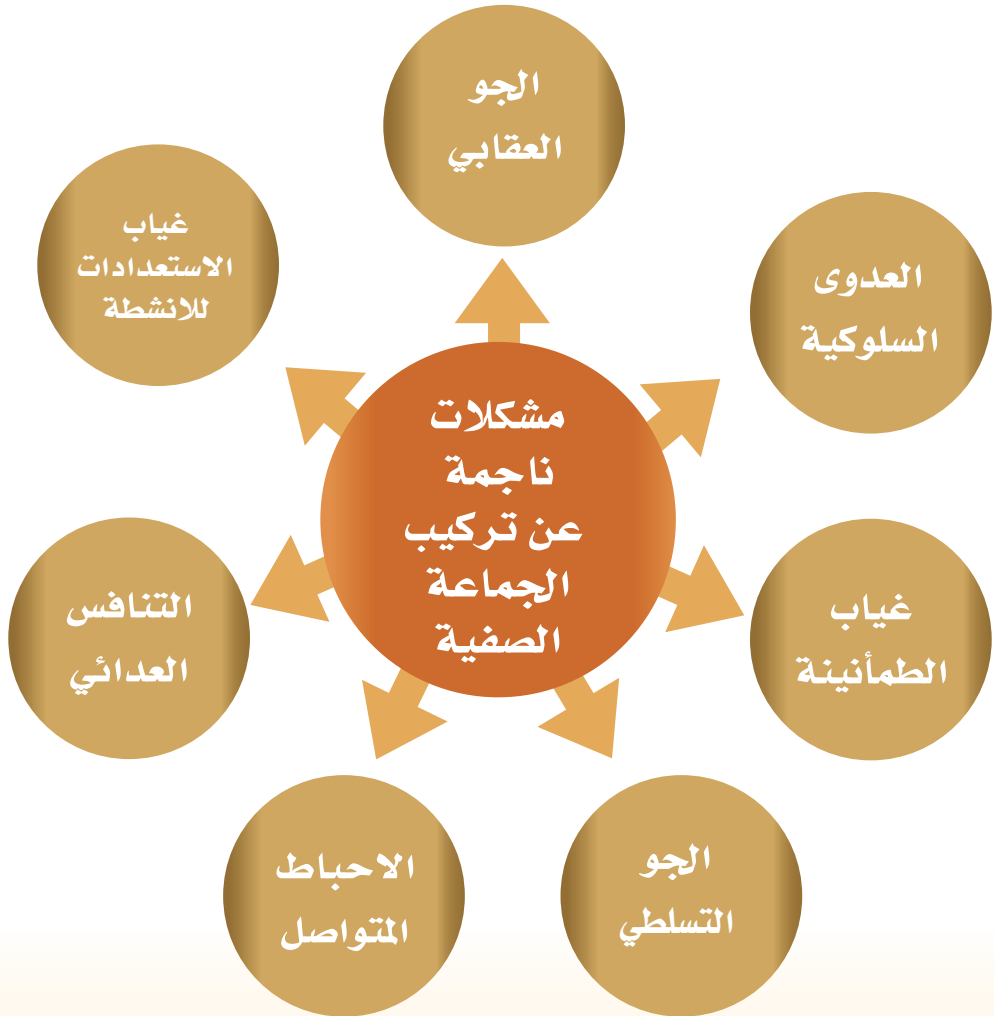 الجو
العقابي
العدوى
السلوكية
غياب
الطمأنينة
الجو
التسلطي
الاحباط
المتواصل
التنافس
العدائي
غياب
الاستعدادات
للانشطة
مشكلات
ناجمة
عن تركيب
الجماعة
الصفية